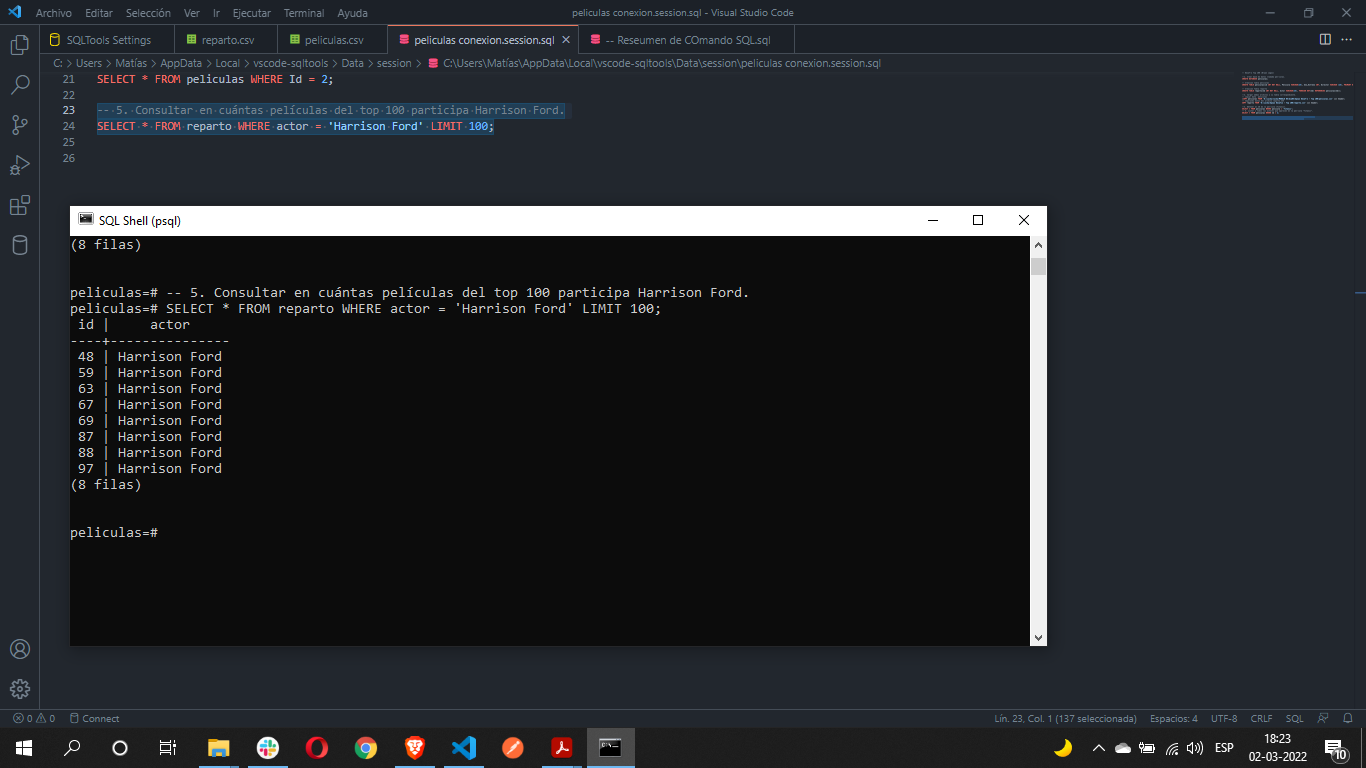 Archivo Editar Selección Ver Ir Ejecutar Terminal Ayuda
peliculas conexion.session.sql - Visual Studio Code
SQLTools Settings
reparto.csv
peliculas.csv
peliculas conexion.session.sql
-- Reseumen de COmando SQL.sql
C: > Users > Matías > AppData > Local > vscode-sqltools > Data > session > C:\Users\Matías\AppData\Local\vscode-sqltools\Data\session\peliculas conexion.session.sql
21 SELECT * FROM peliculas WHERE Id = 2;
22
23 -- 5. Consultar en cuántas películas del top 100 participa Harrison Ford.
24 SELECT * FROM reparto WHERE actor = 'Harrison Ford' LIMIT 100;
25
26
SQL Shell (psql)
(8 filas)
peliculas=# -- 5. Consultar en cuántas películas del top 100 participa Harrison Ford.
peliculas=# SELECT * FROM reparto WHERE actor = 'Harrison Ford' LIMIT 100;
id | actor
----+---------------
48 | Harrison Ford
59 | Harrison Ford
63 | Harrison Ford
67 | Harrison Ford
69 | Harrison Ford
87 | Harrison Ford
88 | Harrison Ford
97 | Harrison Ford
(8 filas)
peliculas=#
0 0 Connect
Lín. 23, Col. 1 (137 seleccionada) Espacios: 4 UTF-8 CRLF SQL
ESP
18:23
02-03-2022
10